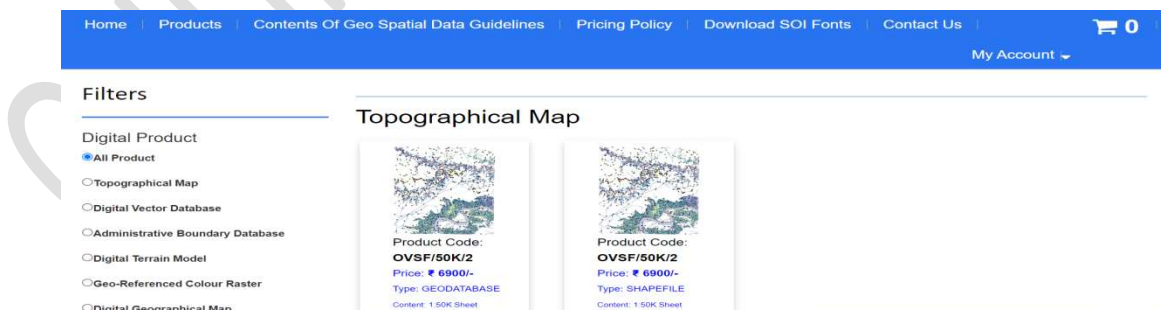 Home | Products | Contents Of Geo Spatial Data Guidelines | Pricing Policy | Download SOI Fonts | Contact Us | 0
My Account
Filters
Digital Product
All Product
Topographical Map
Digital Vector Database
Administrative Boundary Database
Digital Terrain Model
Geo-Referenced Colour Raster
Digital Geographical Map
Topographical Map
Product Code:
OVSF/50K/2
Price: ₹ 6900/-
Type: GEODATABASE
Content: 1:50K Sheet
Product Code:
OVSF/50K/2
Price: ₹ 6900/-
Type: SHAPEFILE
Content: 1:50K Sheet